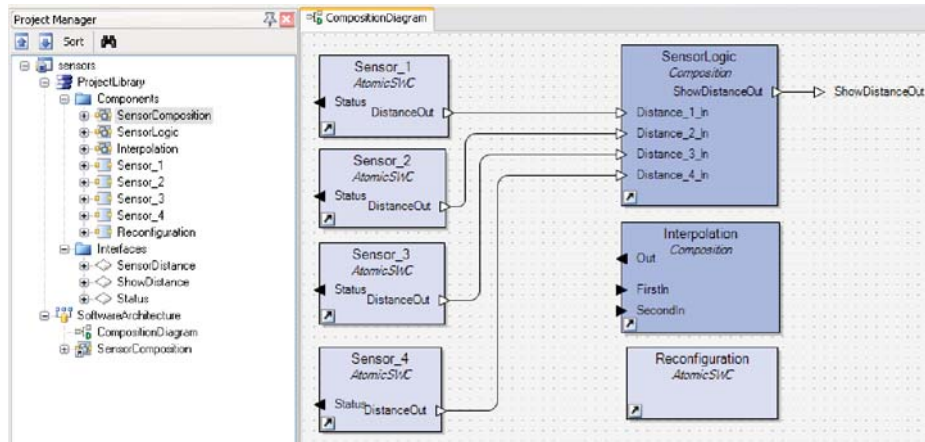 Project Manager
Sort
sensors
ProjectLibrary
Components
SensorComposition
SensorLogic
Interpolation
Sensor_1
Sensor_2
Sensor_3
Sensor_4
Reconfiguration
Interfaces
SensorDistance
ShowDistance
Status
SoftwareArchitecture
CompositionDiagram
SensorComposition
CompositionDiagram
Sensor_1
AtomicSWC
Status
DistanceOut
Sensor_2
AtomicSWC
Status
DistanceOut
Sensor_3
AtomicSWC
Status
DistanceOut
Sensor_4
AtomicSWC
Status
DistanceOut
SensorLogic
Composition
ShowDistanceOut
Distance_1_In
Distance_2_In
Distance_3_In
Distance_4_In
ShowDistanceOut
Interpolation
Composition
Out
FirstIn
SecondIn
Reconfiguration
AtomicSWC